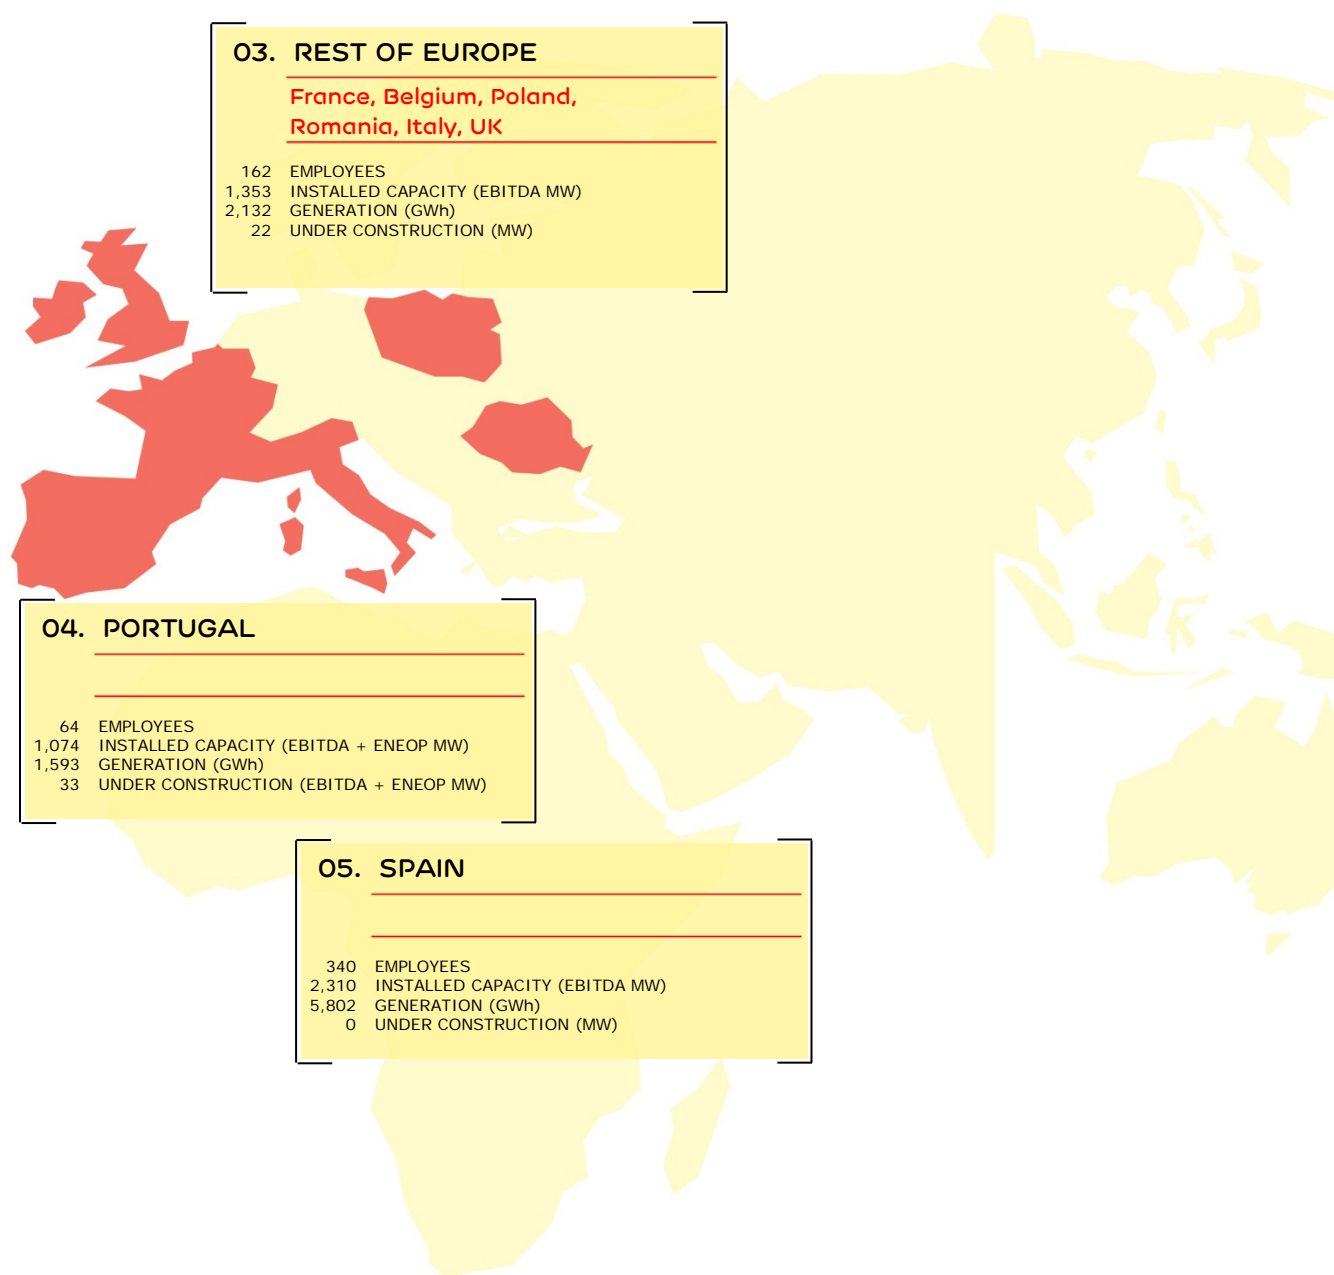 03. REST OF EUROPE
France, Belgium, Poland,
Romania, Italy, UK
162 EMPLOYEES
1,353 INSTALLED CAPACITY (EBITDA MW)
2,132 GENERATION (GWh)
22 UNDER CONSTRUCTION (MW)
04. PORTUGAL
64 EMPLOYEES
1,074 INSTALLED CAPACITY (EBITDA + ENEOP MW)
1,593 GENERATION (GWh)
33 UNDER CONSTRUCTION (EBITDA + ENEOP MW)
05. SPAIN
340 EMPLOYEES
2,310 INSTALLED CAPACITY (EBITDA MW)
5,802 GENERATION (GWh)
0 UNDER CONSTRUCTION (MW)